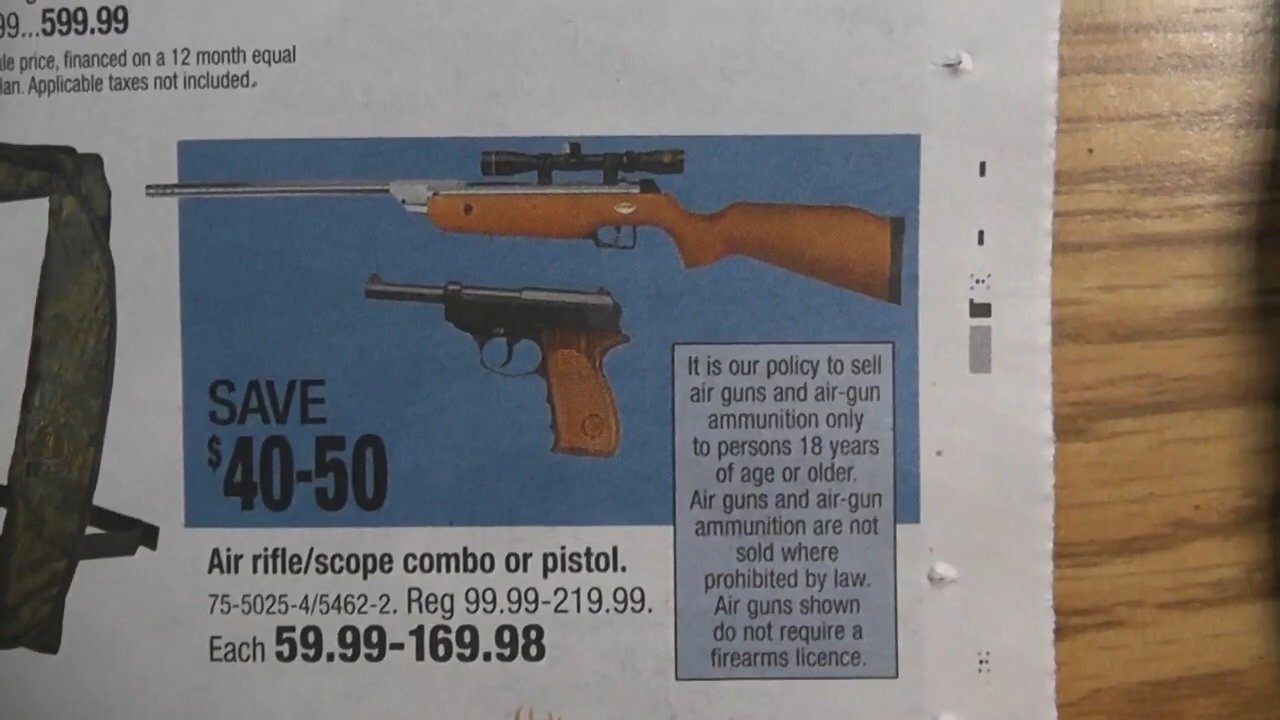 99...599.99
ale price, financed on a 12 month equal
lan. Applicable taxes not included.
SAVE
$40-50
Air rifle/scope combo or pistol.
75-5025-4/5462-2. Reg 99.99-219.99.
Each 59.99-169.98
It is our policy to sell
air guns and air-gun
ammunition only
to persons 18 years
of age or older.
Air guns and air-gun
ammunition are not
sold where
prohibited by law.
Air guns shown
do not require a
firearms licence.